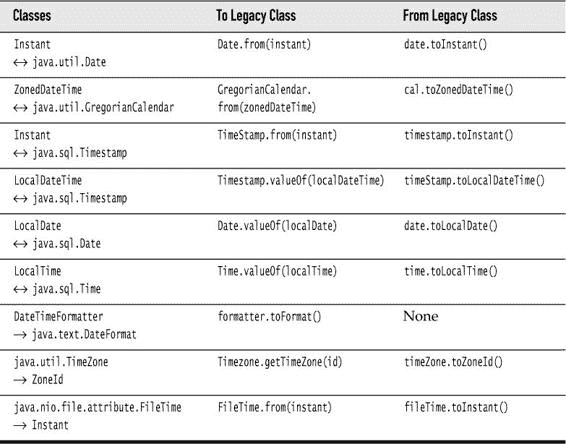 Classes To Legacy Class From Legacy Class
Instant Date.from(instant) date.toInstant()
↔ java.util.Date
ZonedDateTime GregorianCalendar. cal.toZonedDateTime()
↔ java.util.GregorianCalendar from(zonedDateTime)
Instant TimeStamp.from(instant) timestamp.toInstant()
↔ java.sql.Timestamp
LocalDateTime Timestamp.valueOf(localDateTime) timeStamp.toLocalDateTime()
↔ java.sql.Timestamp
LocalDate Date.valueOf(localDate) date.toLocalDate()
↔ java.sql.Date
LocalTime Time.valueOf(localTime) time.toLocalTime()
↔ java.sql.Time
DateTimeFormatter formatter.toFormat() None
→ java.text.DateFormat
java.util.TimeZone Timezone.getTimeZone(id) timeZone.toZoneId()
→ ZoneId
java.nio.file.attribute.FileTime FileTime.from(instant) fileTime.toInstant()
→ Instant